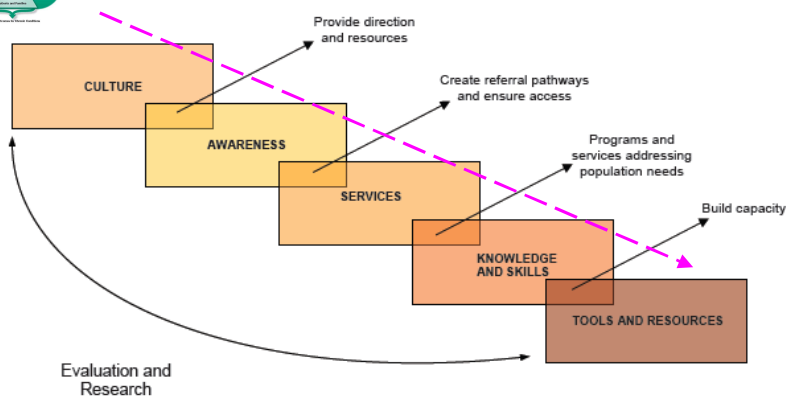 Provide direction
and resources
CULTURE
Create referral pathways
and ensure access
AWARENESS
Programs and
services addressing
population needs
SERVICES
Build capacity
KNOWLEDGE
AND SKILLS
TOOLS AND RESOURCES
Evaluation and
Research